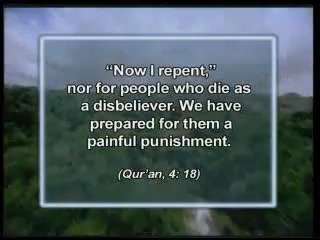 “Now I repent,”
nor for people who die as
a disbeliever. We have
prepared for them a
painful punishment.
(Qur’an, 4: 18)